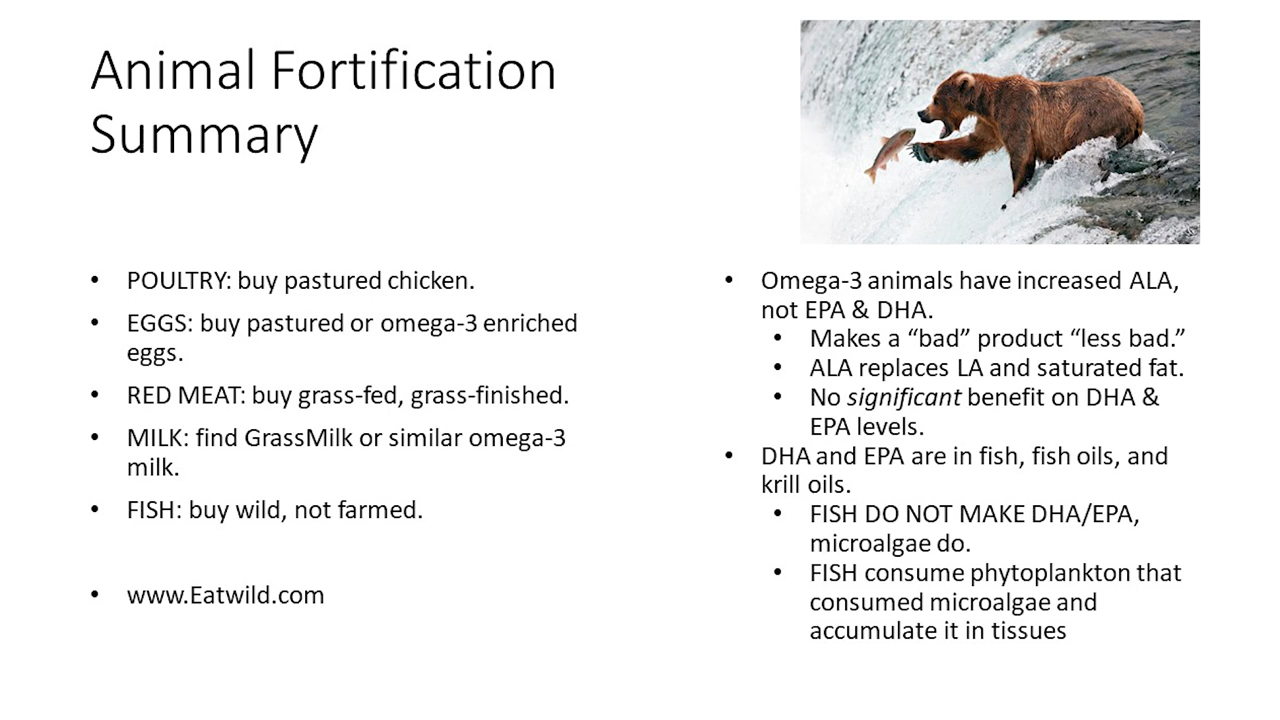 Animal Fortification
Summary
• POULTRY: buy pastured chicken.
• EGGS: buy pastured or omega-3 enriched
eggs.
• RED MEAT: buy grass-fed, grass-finished.
• MILK: find GrassMilk or similar omega-3
milk.
• FISH: buy wild, not farmed.
• www.Eatwild.com
• Omega-3 animals have increased ALA,
not EPA & DHA.
• Makes a “bad” product “less bad.”
• ALA replaces LA and saturated fat.
• No significant benefit on DHA &
EPA levels.
• DHA and EPA are in fish, fish oils, and
krill oils.
• FISH DO NOT MAKE DHA/EPA,
microalgae do.
• FISH consume phytoplankton that
consumed microalgae and
accumulate it in tissues